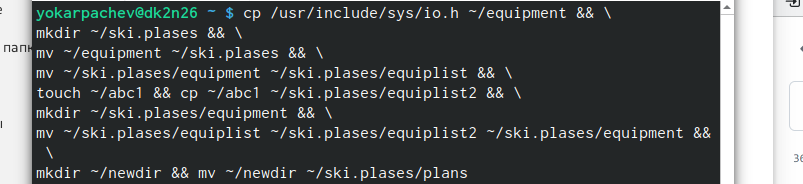 yokarpachev@dk2n26 ~ $ cp /usr/include/sys/io.h ~/equipment && \
mkdir ~/ski.plases && \
mv ~/equipment ~/ski.plases && \
mv ~/ski.plases/equipment ~/ski.plases/equiplist && \
touch ~/abc1 && cp ~/abc1 ~/ski.plases/equiplist2 && \
mkdir ~/ski.plases/equipment && \
mv ~/ski.plases/equiplist ~/ski.plases/equiplist2 ~/ski.plases/equipment &&
\
mkdir ~/newdir && mv ~/newdir ~/ski.plases/plans